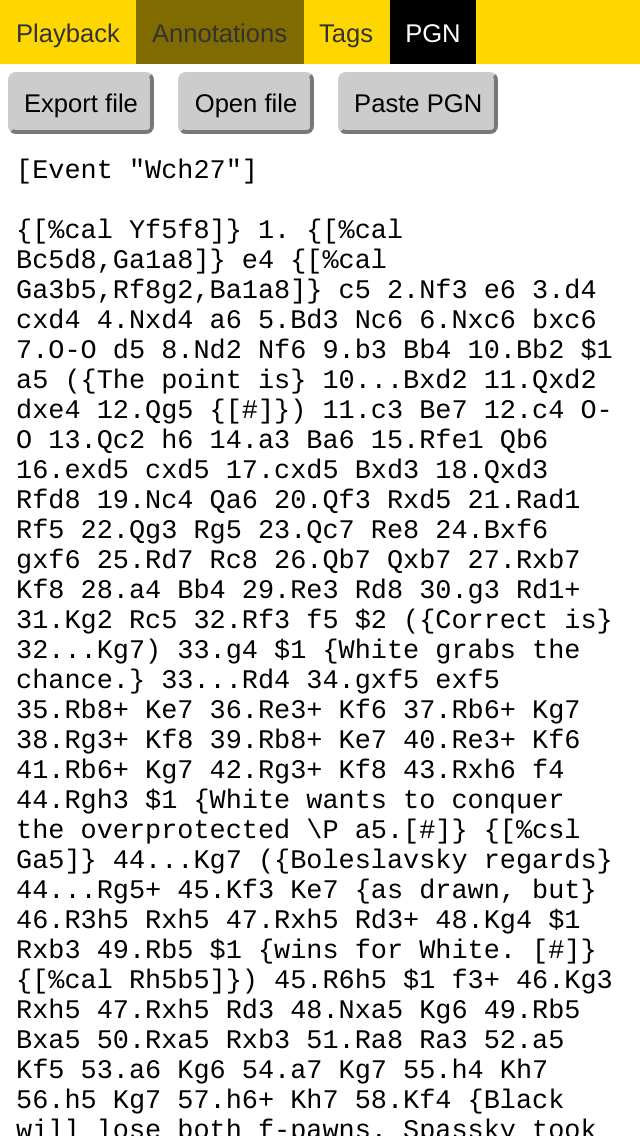 Playback Annotations Tags PGN
Export file Open file Paste PGN
[Event "Wch27"]
{[%cal Yf5f8]} 1. {[%cal
Bc5d8,Ga1a8]} e4 {[%cal
Ga3b5,Rf8g2,Ba1a8]} c5 2.Nf3 e6 3.d4
cxd4 4.Nxd4 a6 5.Bd3 Nc6 6.Nxc6 bxc6
7.O-O d5 8.Nd2 Nf6 9.b3 Bb4 10.Bb2 $1
a5 ({The point is} 10...Bxd2 11.Qxd2
dxe4 12.Qg5 {[#]}) 11.c3 Be7 12.c4 O-
O 13.Qc2 h6 14.a3 Ba6 15.Rfe1 Qb6
16.exd5 cxd5 17.cxd5 Bxd3 18.Qxd3
Rfd8 19.Nc4 Qa6 20.Qf3 Rxd5 21.Rad1
Rf5 22.Qg3 Rg5 23.Qc7 Re8 24.Bxf6
gxf6 25.Rd7 Rc8 26.Qb7 Qxb7 27.Rxb7
Kf8 28.a4 Bb4 29.Re3 Rd8 30.g3 Rd1+
31.Kg2 Rc5 32.Rf3 f5 $2 ({Correct is}
32...Kg7) 33.g4 $1 {White grabs the
chance.} 33...Rd4 34.gxf5 exf5
35.Rb8+ Ke7 36.Re3+ Kf6 37.Rb6+ Kg7
38.Rg3+ Kf8 39.Rb8+ Ke7 40.Re3+ Kf6
41.Rb6+ Kg7 42.Rg3+ Kf8 43.Rxh6 f4
44.Rgh3 $1 {White wants to conquer
the overprotected \P a5.[#]} {[%csl
Ga5]} 44...Kg7 ({Boleslavsky regards}
44...Rg5+ 45.Kf3 Ke7 {as drawn, but}
46.R3h5 Rxh5 47.Rxh5 Rd3+ 48.Kg4 $1
Rxb3 49.Rb5 $1 {wins for White. [#]}
{[%cal Rh5b5]}) 45.R6h5 $1 f3+ 46.Kg3
Rxh5 47.Rxh5 Rd3 48.Nxa5 Kg6 49.Rb5
Bxa5 50.Rxa5 Rxb3 51.Ra8 Ra3 52.a5
Kf5 53.a6 Kg6 54.a7 Kg7 55.h4 Kh7
56.h5 Kg7 57.h6+ Kh7 58.Kf4 {Black
will lose both f-pawns. Spassky took